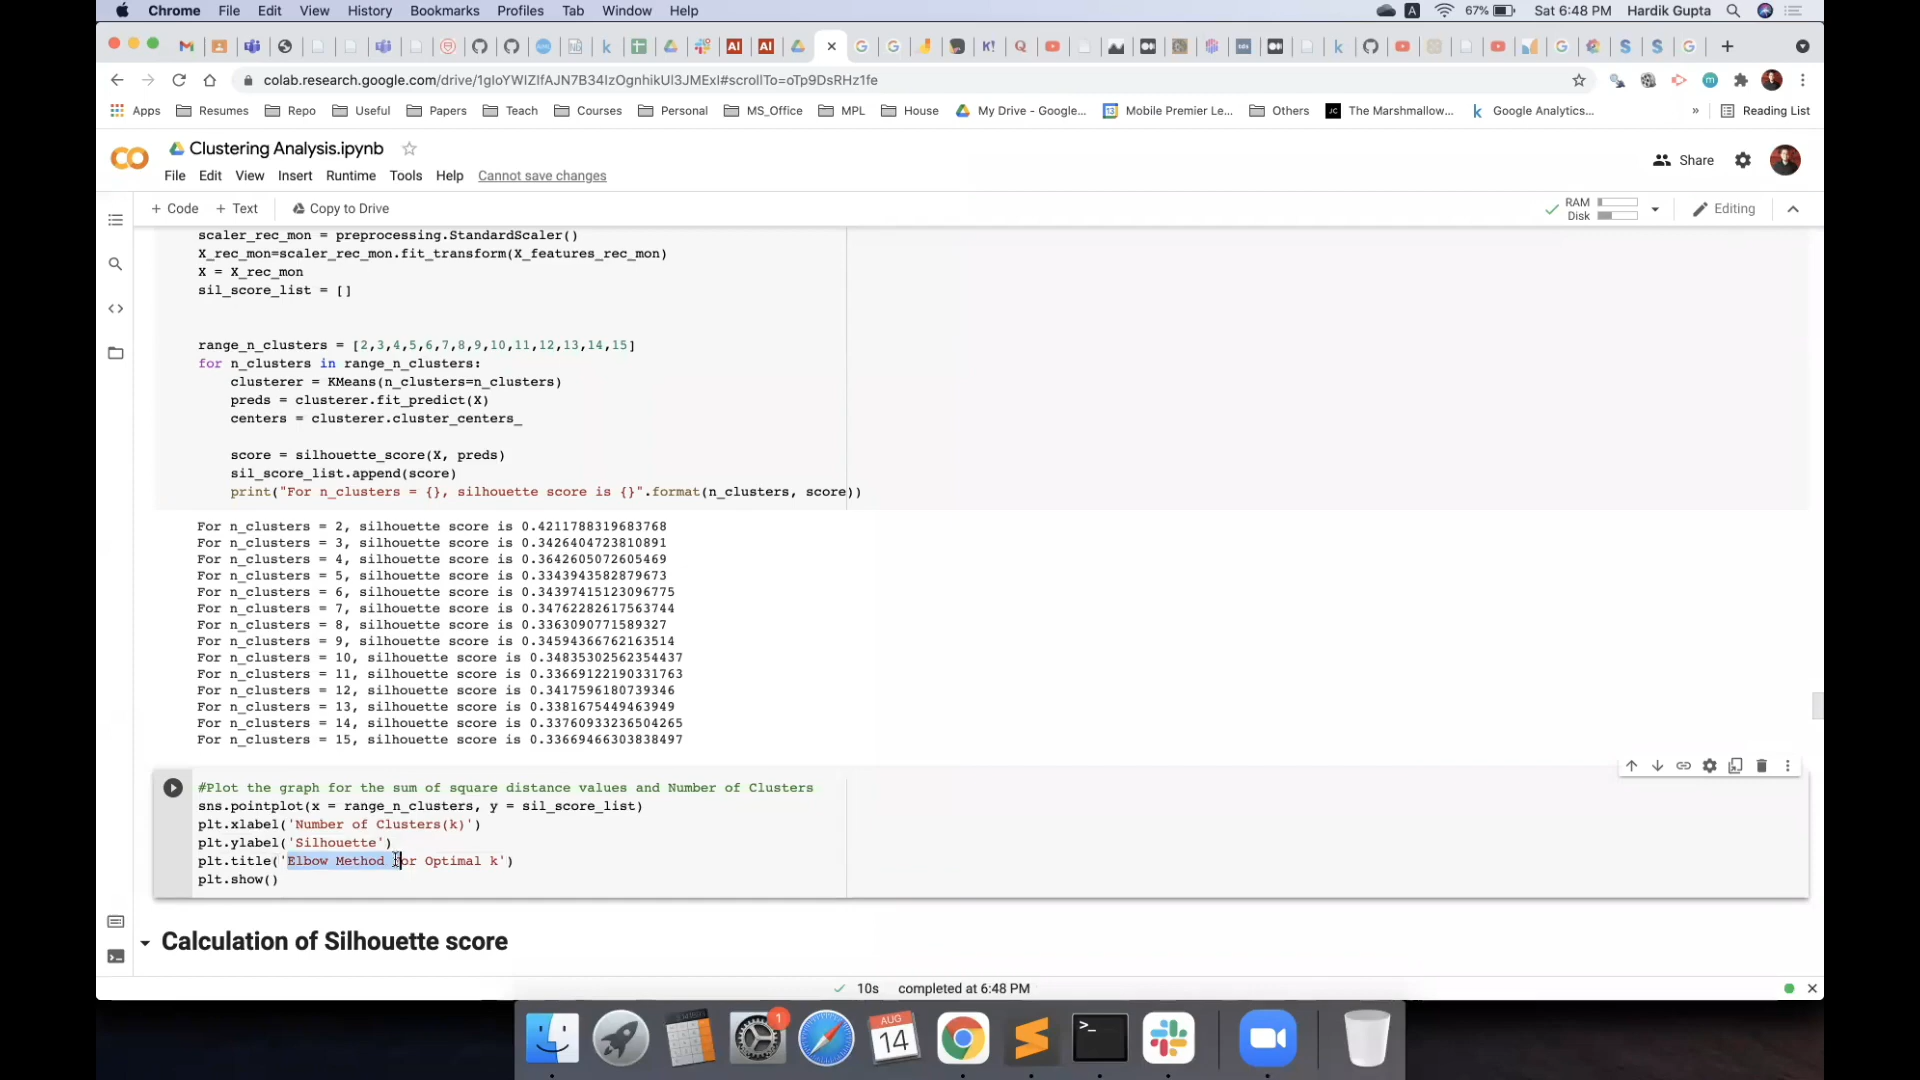 Chrome File Edit View History Bookmarks Profiles Tab Window Help A 67% Sat 6:48 PM Hardik Gupta
colab.research.google.com/drive/1gIoYWIZIfAJN7B34IzOgnhikUl3JMExI#scrollTo=oTp9DsRHz1fe
Apps Resumes Repo Useful Papers Teach Courses Personal MS_Office MPL House My Drive - Google... Mobile Premier Le... Others The Marshmallow... Google Analytics... » Reading List
Clustering Analysis.ipynb
Share
File Edit View Insert Runtime Tools Help Cannot save changes
+ Code + Text Copy to Drive
RAM
Disk
Editing
scaler_rec_mon = preprocessing.StandardScaler()
X_rec_mon=scaler_rec_mon.fit_transform(X_features_rec_mon)
X = X_rec_mon
sil_score_list = []
range_n_clusters = [2,3,4,5,6,7,8,9,10,11,12,13,14,15]
for n_clusters in range_n_clusters:
clusterer = KMeans(n_clusters=n_clusters)
preds = clusterer.fit_predict(X)
centers = clusterer.cluster_centers_
score = silhouette_score(X, preds)
sil_score_list.append(score)
print("For n_clusters = {}, silhouette score is {}".format(n_clusters, score))
For n_clusters = 2, silhouette score is 0.4211788319683768
For n_clusters = 3, silhouette score is 0.3426404723810891
For n_clusters = 4, silhouette score is 0.3642605072605469
For n_clusters = 5, silhouette score is 0.3343943582879673
For n_clusters = 6, silhouette score is 0.34397415123096775
For n_clusters = 7, silhouette score is 0.34762282617563744
For n_clusters = 8, silhouette score is 0.3363090771589327
For n_clusters = 9, silhouette score is 0.34594366762163514
For n_clusters = 10, silhouette score is 0.34835302562354437
For n_clusters = 11, silhouette score is 0.33669122190331763
For n_clusters = 12, silhouette score is 0.3417596180739346
For n_clusters = 13, silhouette score is 0.3381675449463949
For n_clusters = 14, silhouette score is 0.33760933236504265
For n_clusters = 15, silhouette score is 0.33669466303838497
#Plot the graph for the sum of square distance values and Number of Clusters
sns.pointplot(x = range_n_clusters, y = sil_score_list)
plt.xlabel('Number of Clusters(k)')
plt.ylabel('Silhouette')
plt.title('Elbow Method for Optimal k')
plt.show()
Calculation of Silhouette score
10s completed at 6:48 PM
1
AUG
14